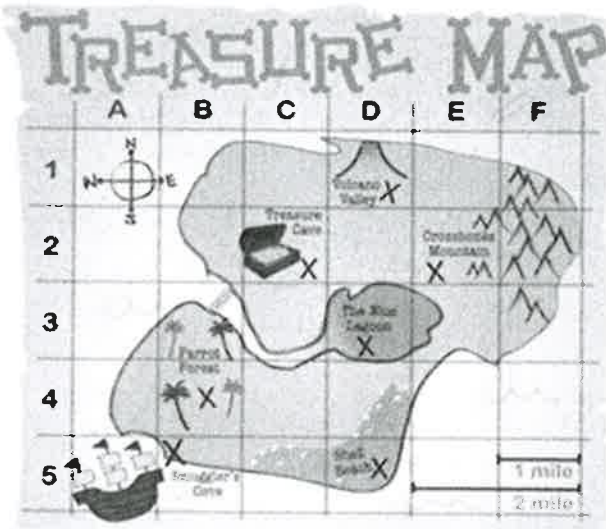 TREASURE MAP
A B C D E F
1
N
W E
S
Volcano
Valley X
2
Treasure
Cave
X
Crossbones
Mountain
X
3
The Blue
Lagoon
X
Parrot
Forest
4
X
5
X
Smuggler's
Cove
Shell
Beach X
1 mile
2 mile